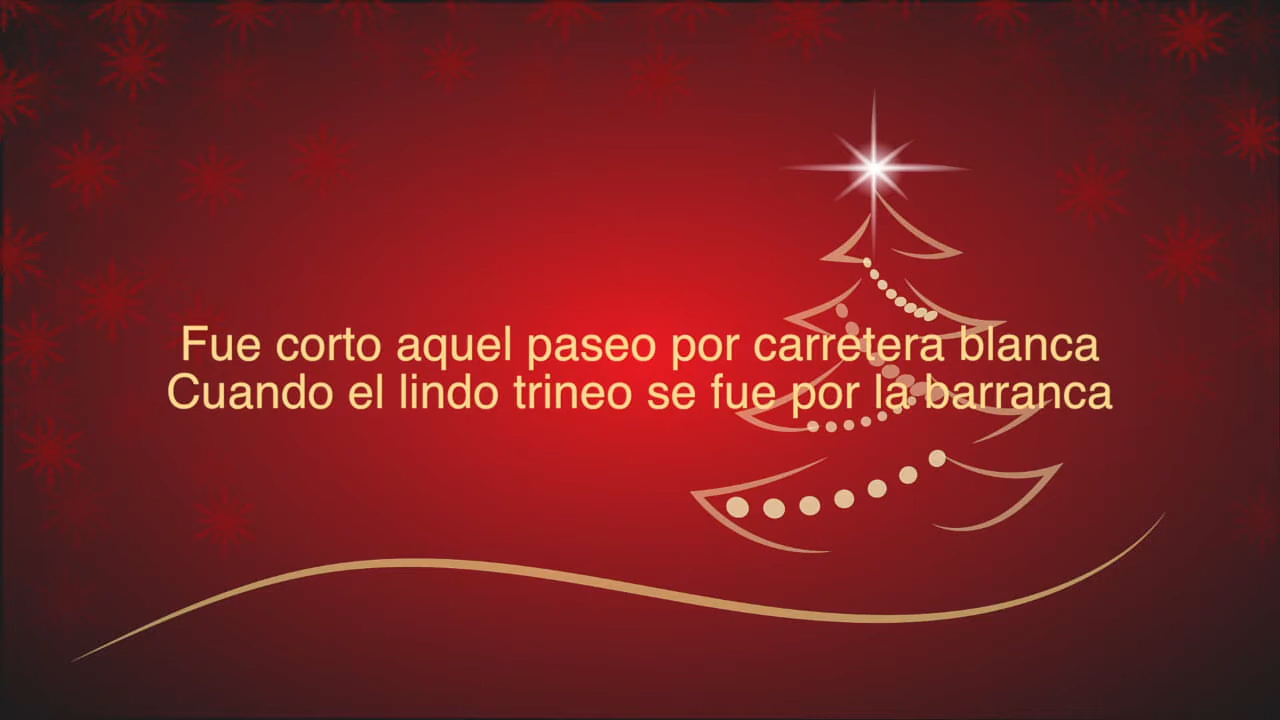 Fue corto aquel paseo por carretera blanca
Cuando el lindo trineo se fue por la barranca